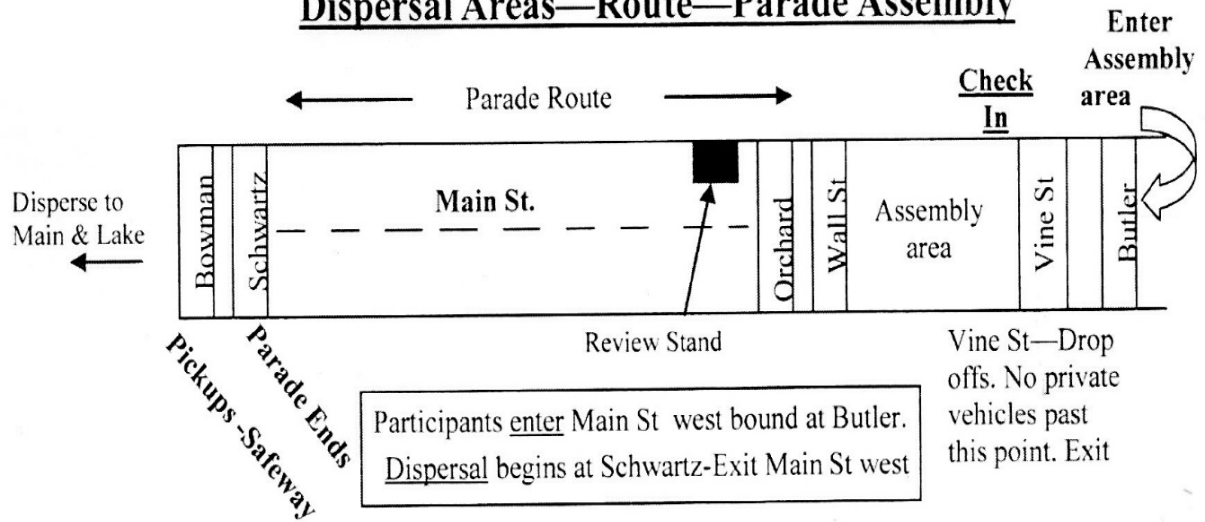 Dispersal Areas—Route—Parade Assembly
Enter
Assembly
area
Check
In
Parade Route
Disperse to
Main & Lake
Bowman
Schwartz
Main St.
Orchard
Wall St
Assembly
area
Vine St
Butler
Review Stand
Pickups -Safeway
Parade Ends
Vine St—Drop
offs. No private
vehicles past
this point. Exit
Participants enter Main St west bound at Butler.
Dispersal begins at Schwartz-Exit Main St west